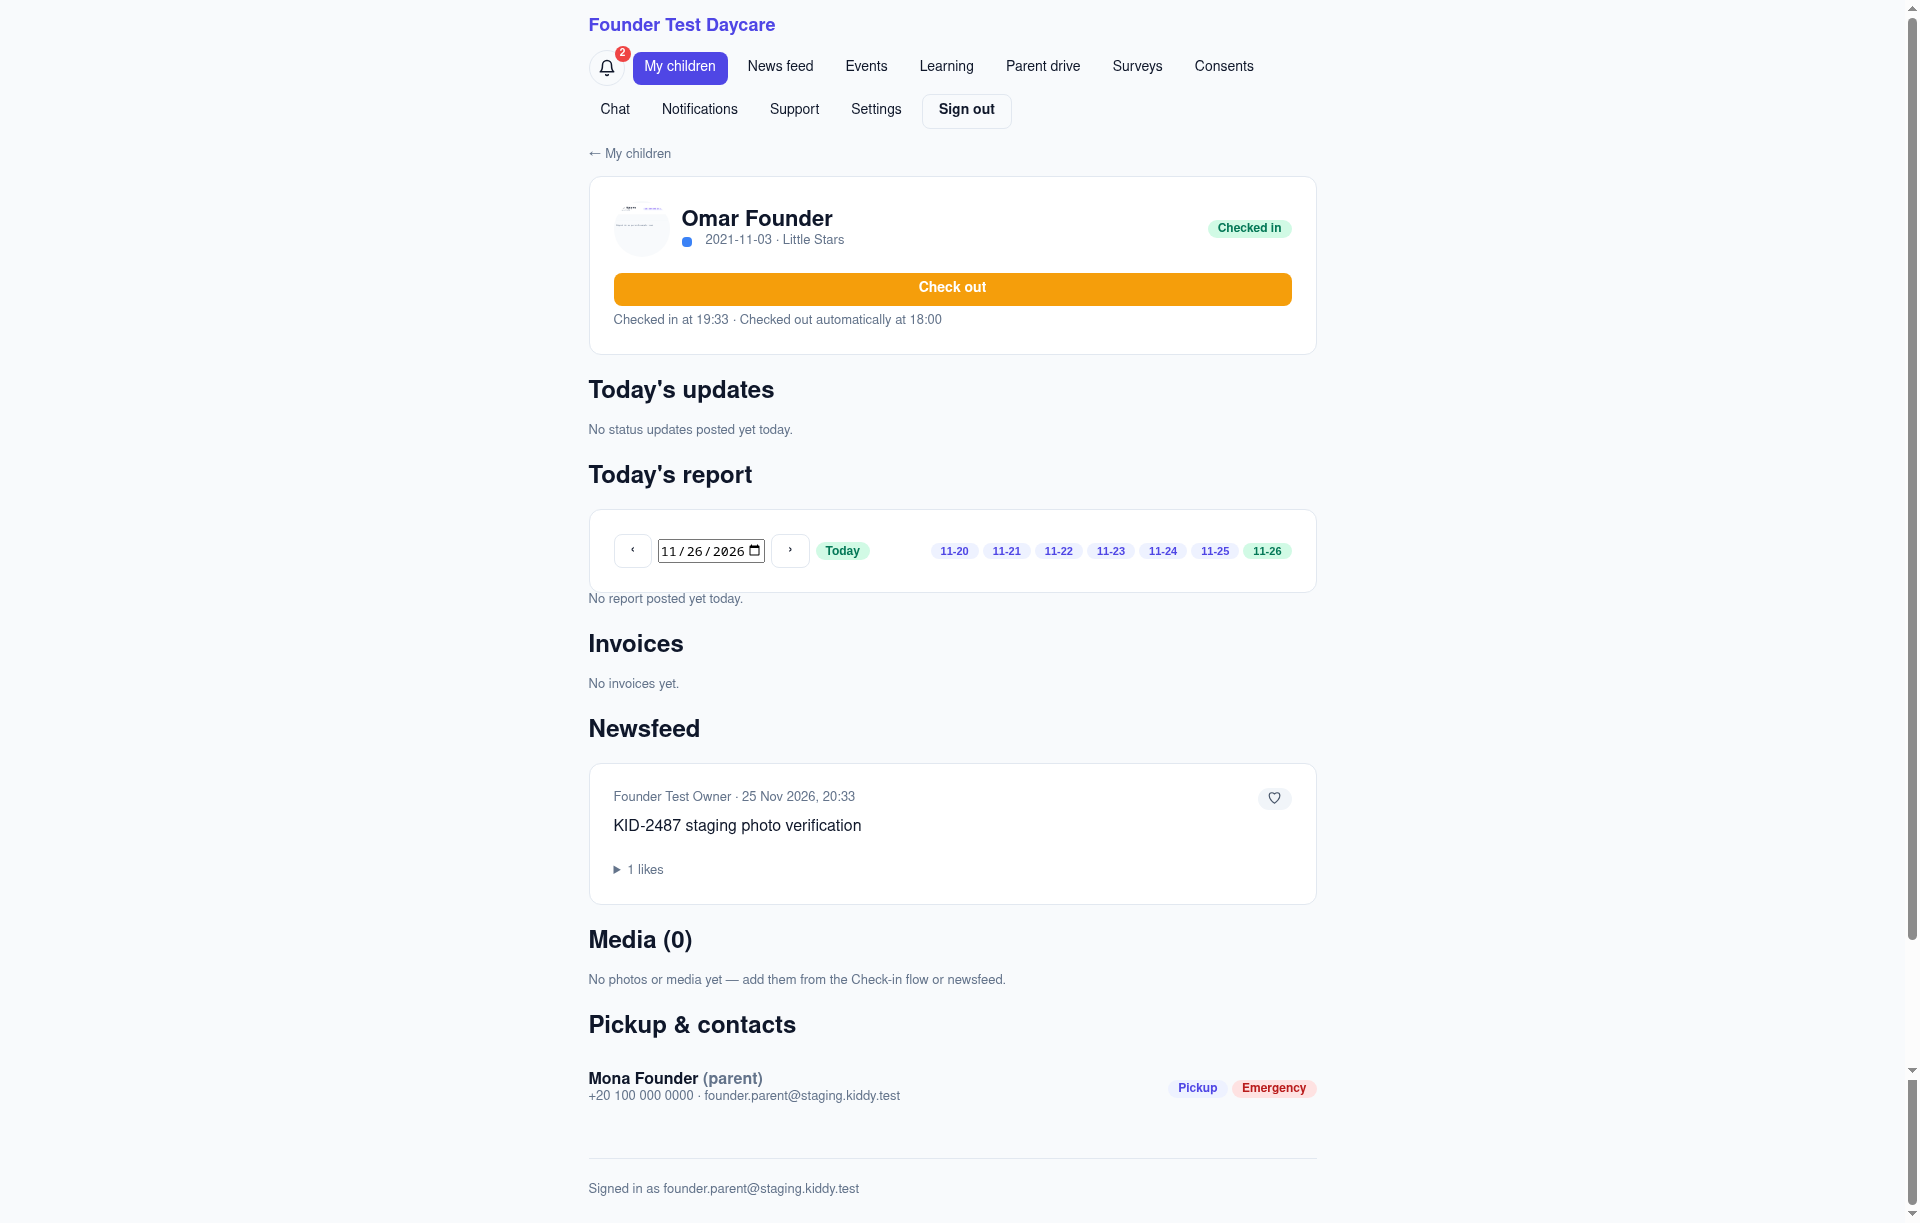 Founder Test Daycare
2
My children News feed Events Learning Parent drive Surveys Consents
Chat Notifications Support Settings Sign out
← My children
Omar Founder
2021-11-03 · Little Stars
Checked in
Check out
Checked in at 19:33 · Checked out automatically at 18:00
Today's updates
No status updates posted yet today.
Today's report
‹ 11/26/2026 › Today 11-20 11-21 11-22 11-23 11-24 11-25 11-26
No report posted yet today.
Invoices
No invoices yet.
Newsfeed
Founder Test Owner · 25 Nov 2026, 20:33
KID-2487 staging photo verification
1 likes
Media (0)
No photos or media yet — add them from the Check-in flow or newsfeed.
Pickup & contacts
Mona Founder (parent)
+20 100 000 0000 · founder.parent@staging.kiddy.test
Pickup Emergency
Signed in as founder.parent@staging.kiddy.test